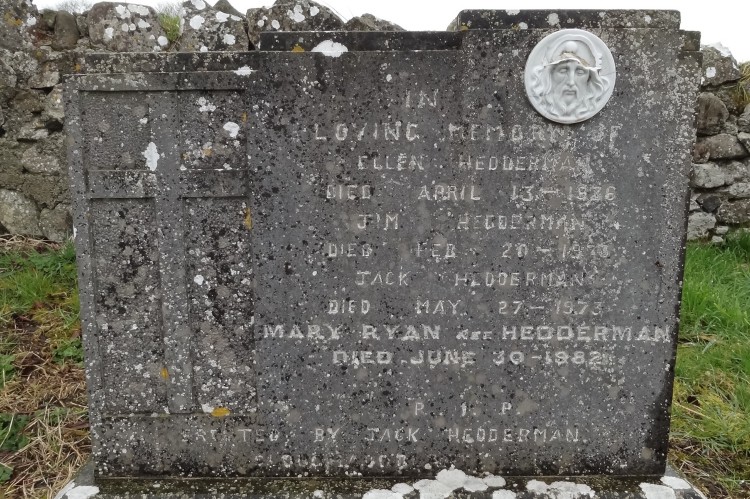 IN
LOVING MEMORY OF
ELLEN HEDDERMAN
DIED APRIL 13-1926
JIM HEDDERMAN
DIED FEB 20-
JACK HEDDERMAN
DIED MAY 27-1973
MARY RYAN NEE HEDDERMAN
DIED JUNE 30-1982
R. I. P.
ERECTED BY JACK HEDDERMAN.